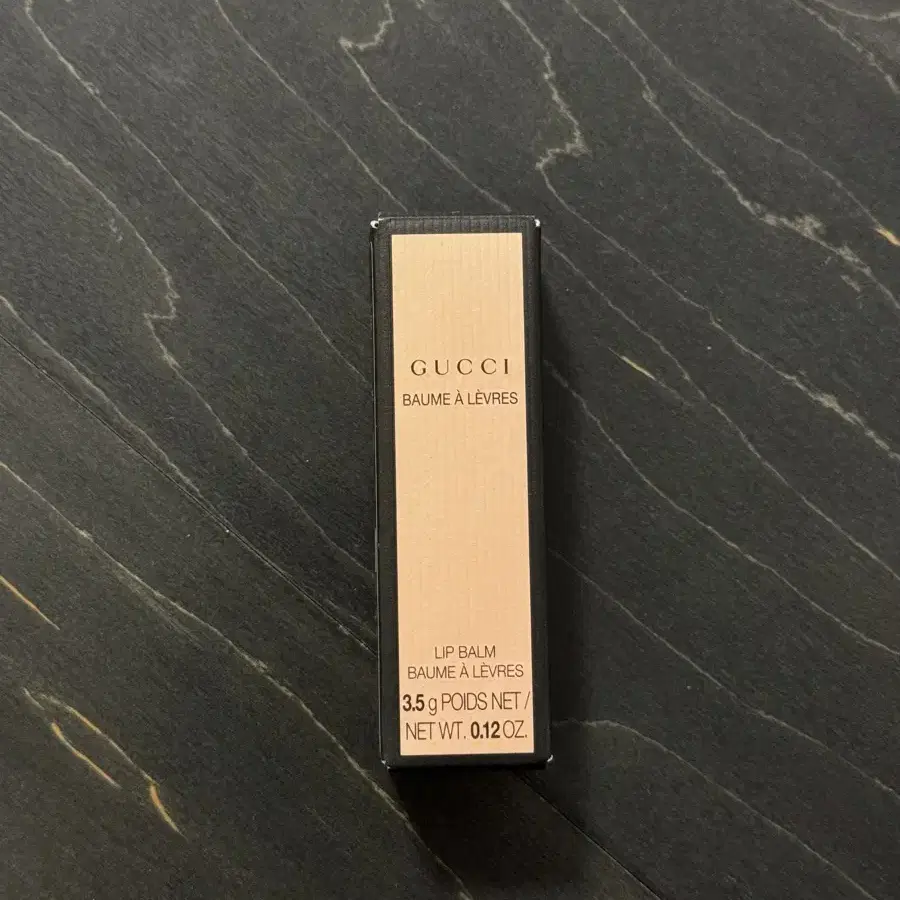 GUCCI
BAUME À LÈVRES
LIP BALM
BAUME À LÈVRES
3.5 g POIDS NET /
NET WT. 0.12 OZ.